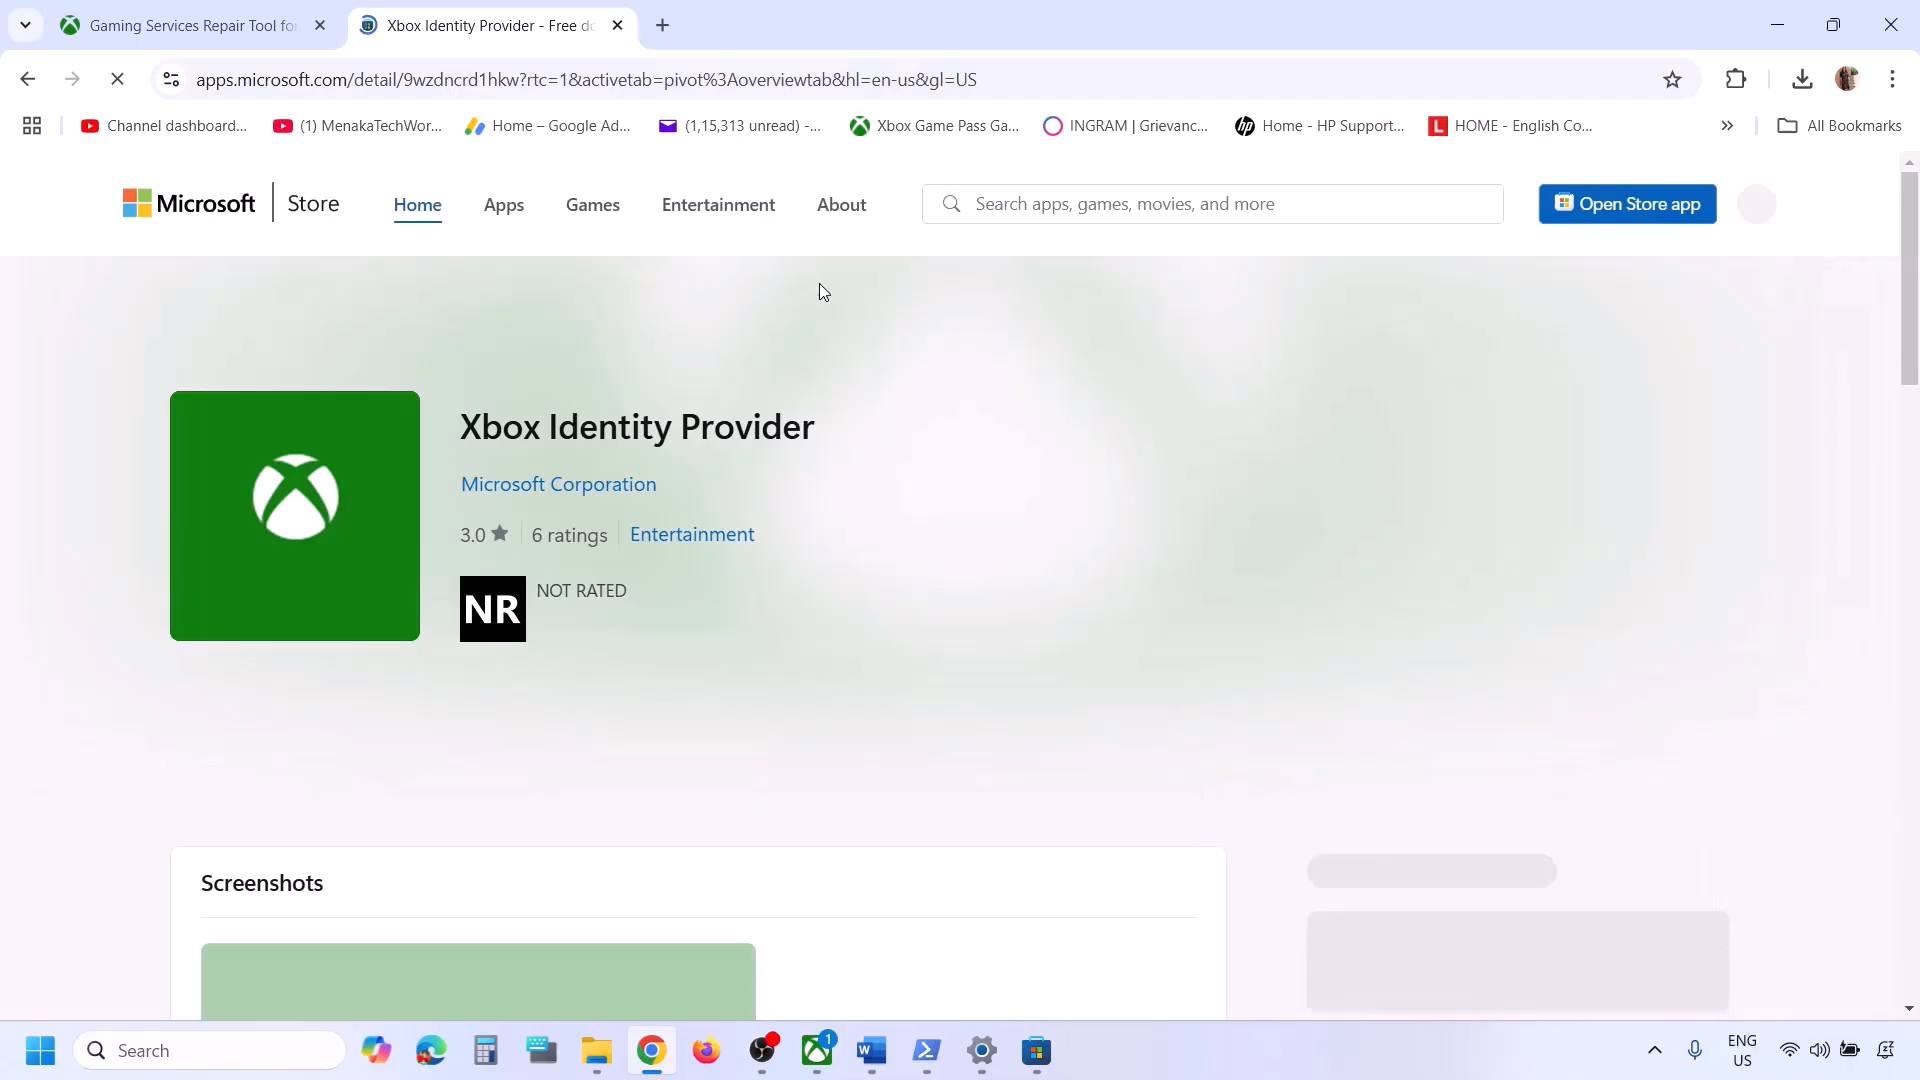 Gaming Services Repair Tool fo
Xbox Identity Provider - Free do
apps.microsoft.com/detail/9wzdncrd1hkw?rtc=1&activetab=pivot%3Aoverviewtab&hl=en-us&gl=US
Channel dashboard...
(1) MenakaTechWor...
Home – Google Ad...
(1,15,313 unread) -...
Xbox Game Pass Ga...
INGRAM | Grievanc...
Home - HP Support...
HOME - English Co...
All Bookmarks
Microsoft
Store
Home
Apps
Games
Entertainment
About
Search apps, games, movies, and more
Open Store app
Xbox Identity Provider
Microsoft Corporation
3.0
6 ratings
Entertainment
NR
NOT RATED
Screenshots
Search
1
ENG
US